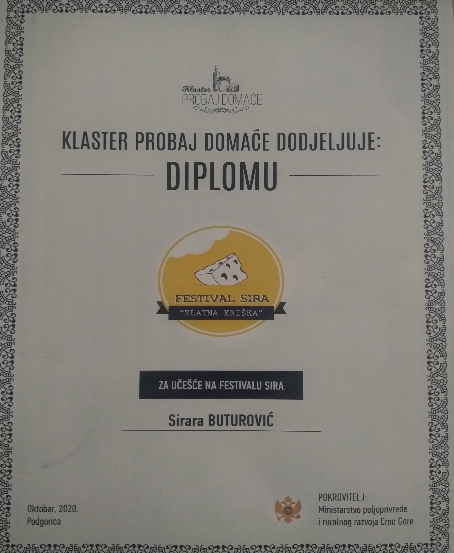 Klaster
PROBAJ DOMAĆE
KLASTER PROBAJ DOMAĆE DODJELJUJE:
DIPLOMU
FESTIVAL SIRA
"ZLATNA KRIŠKA"
ZA UČEŠĆE NA FESTIVALU SIRA
Sirara BUTUROVIĆ
Oktobar, 2020.
Podgorica
POKROVITELJ:
Ministarstvo poljoprivrede
i ruralnog razvoja Crne Gore